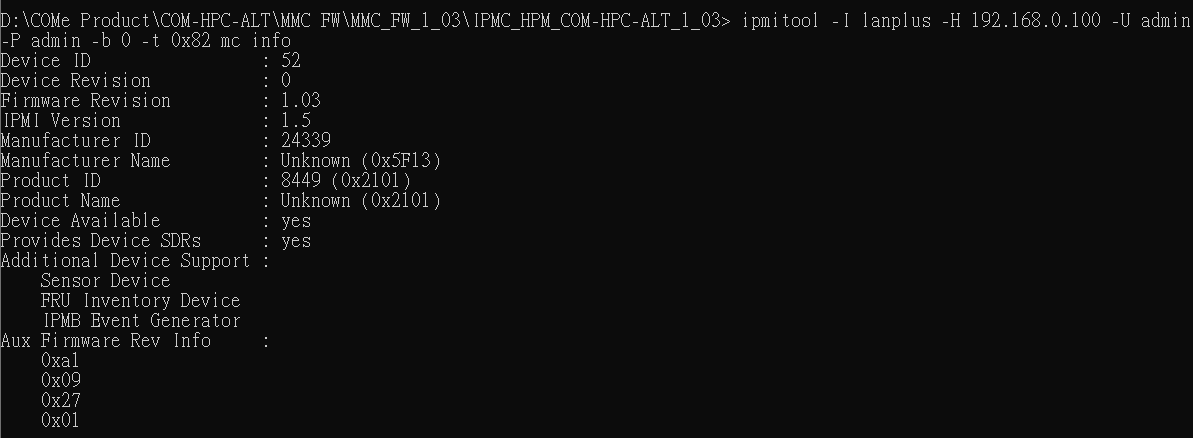 D:\COMe Product\COM-HPC-ALT\MMC FW\MMC_FW_1_03\IPMC_HPM_COM-HPC-ALT_1_03> ipmitool -I lanplus -H 192.168.0.100 -U admin
-P admin -b 0 -t 0x82 mc info
Device ID                 : 52
Device Revision           : 0
Firmware Revision         : 1.03
IPMI Version              : 1.5
Manufacturer ID           : 24339
Manufacturer Name         : Unknown (0x5F13)
Product ID                : 8449 (0x2101)
Product Name              : Unknown (0x2101)
Device Available          : yes
Provides Device SDRs      : yes
Additional Device Support :
    Sensor Device
    FRU Inventory Device
    IPMB Event Generator
Aux Firmware Rev Info     :
    0xa1
    0x09
    0x27
    0x01